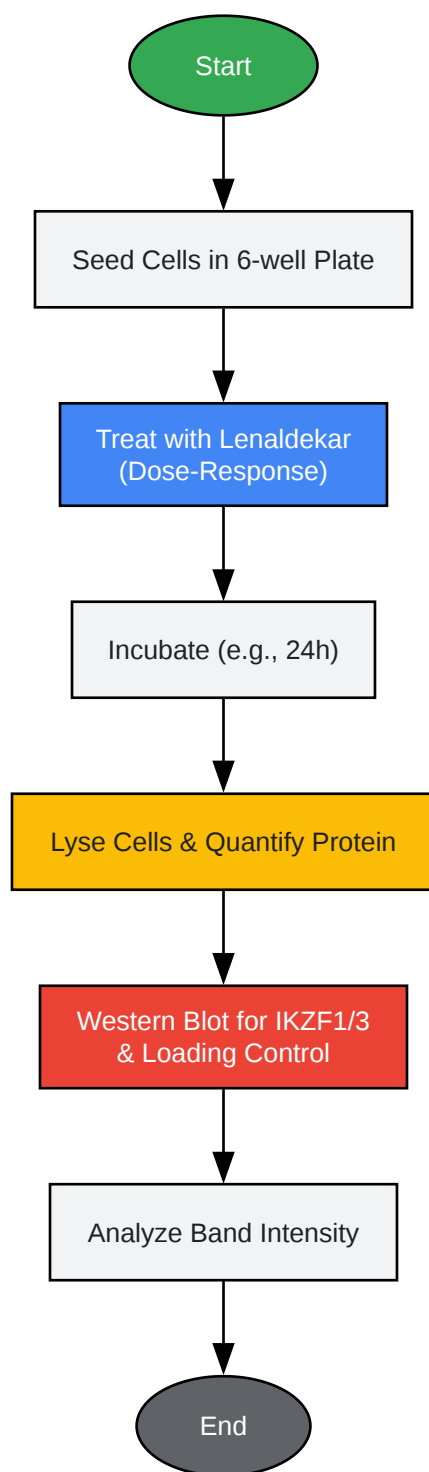 Start
Seed Cells in 6-well Plate
Treat with Lenaldekar
(Dose-Response)
Incubate (e.g., 24h)
Lyse Cells & Quantify Protein
Western Blot for IKZF1/3
& Loading Control
Analyze Band Intensity
End